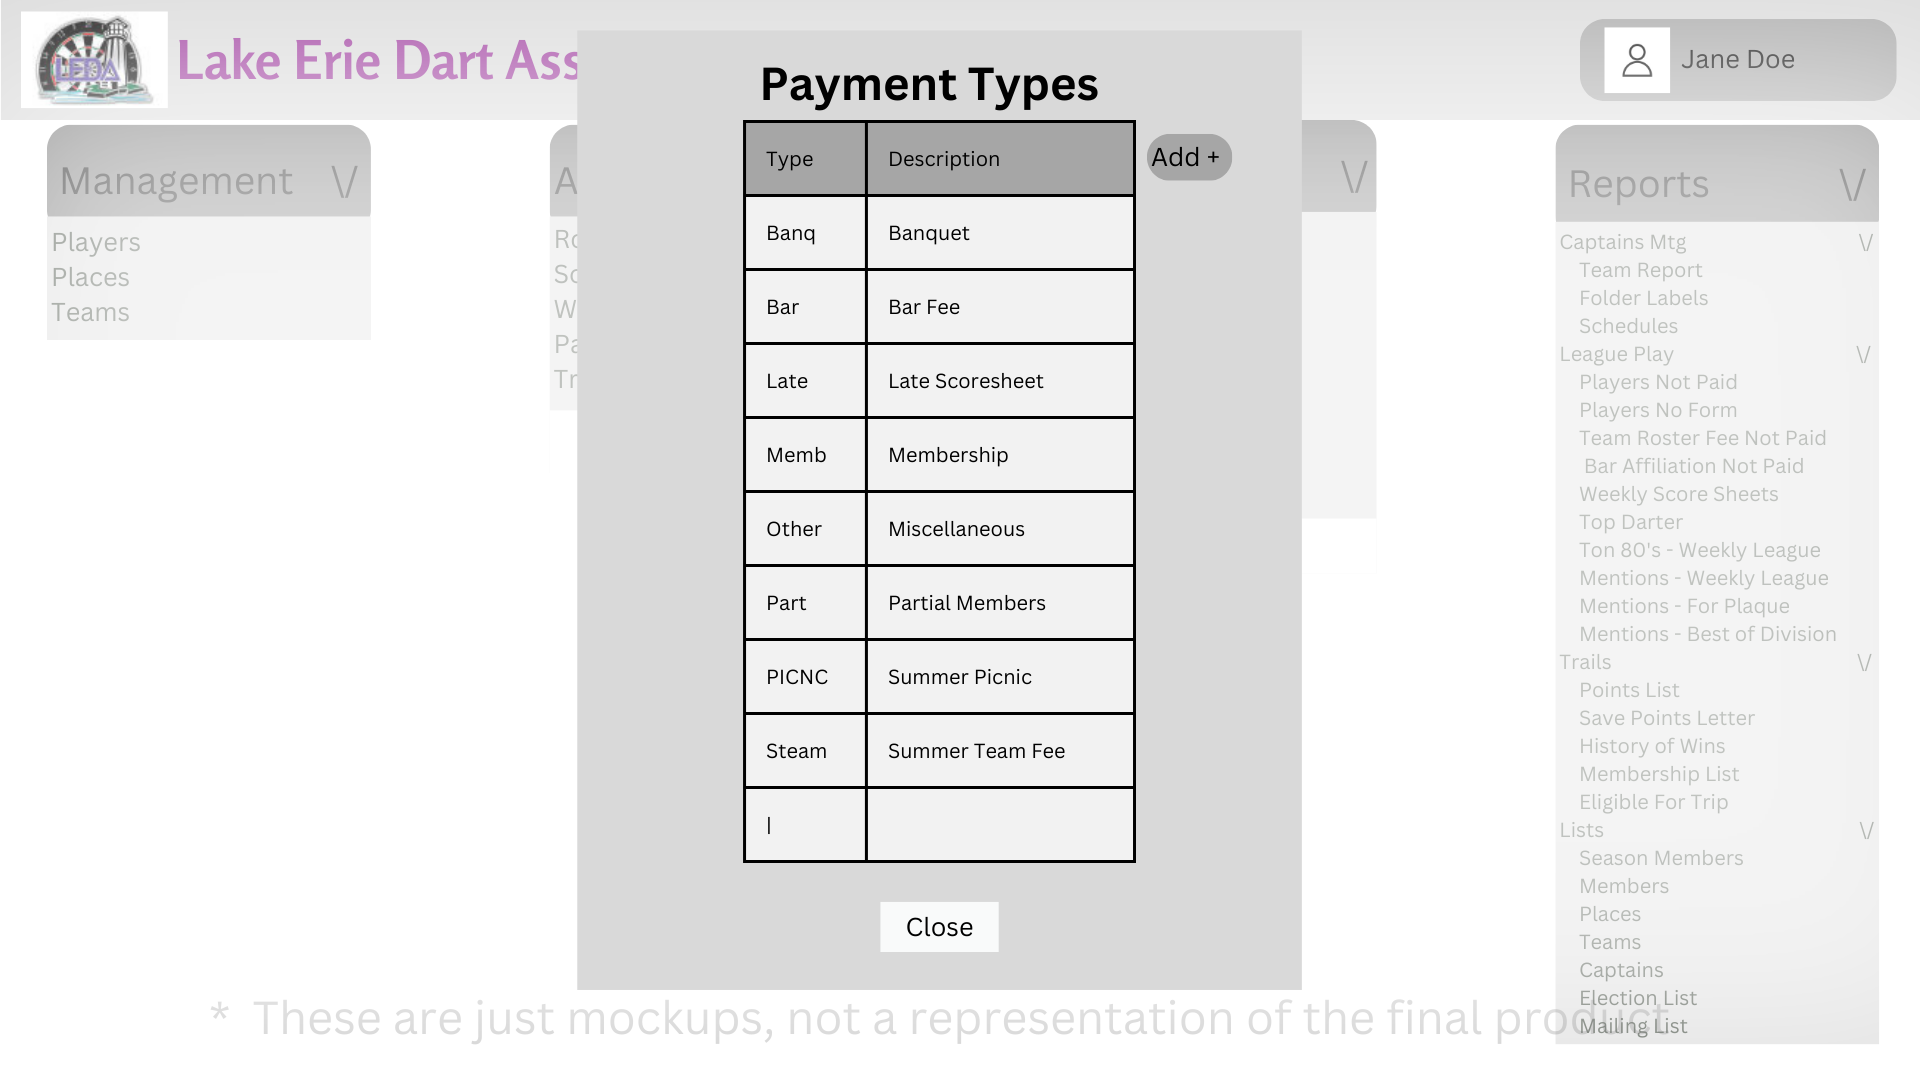 LEDA
Lake Erie Dart Ass
Jane Doe
Payment Types
Add +
Type Description
Banq Banquet
Bar Bar Fee
Late Late Scoresheet
Memb Membership
Other Miscellaneous
Part Partial Members
PICNC Summer Picnic
Steam Summer Team Fee
|
Close
Management \/
Players
Places
Teams
A
Ro
Sc
W
Pa
Tr
\/
Reports \/
Captains Mtg \/
Team Report
Folder Labels
Schedules
League Play \/
Players Not Paid
Players No Form
Team Roster Fee Not Paid
Bar Affiliation Not Paid
Weekly Score Sheets
Top Darter
Ton 80's - Weekly League
Mentions - Weekly League
Mentions - For Plaque
Mentions - Best of Division
Trails \/
Points List
Save Points Letter
History of Wins
Membership List
Eligible For Trip
Lists \/
Season Members
Members
Places
Teams
Captains
Election List
Mailing List
* These are just mockups, not a representation of the final product